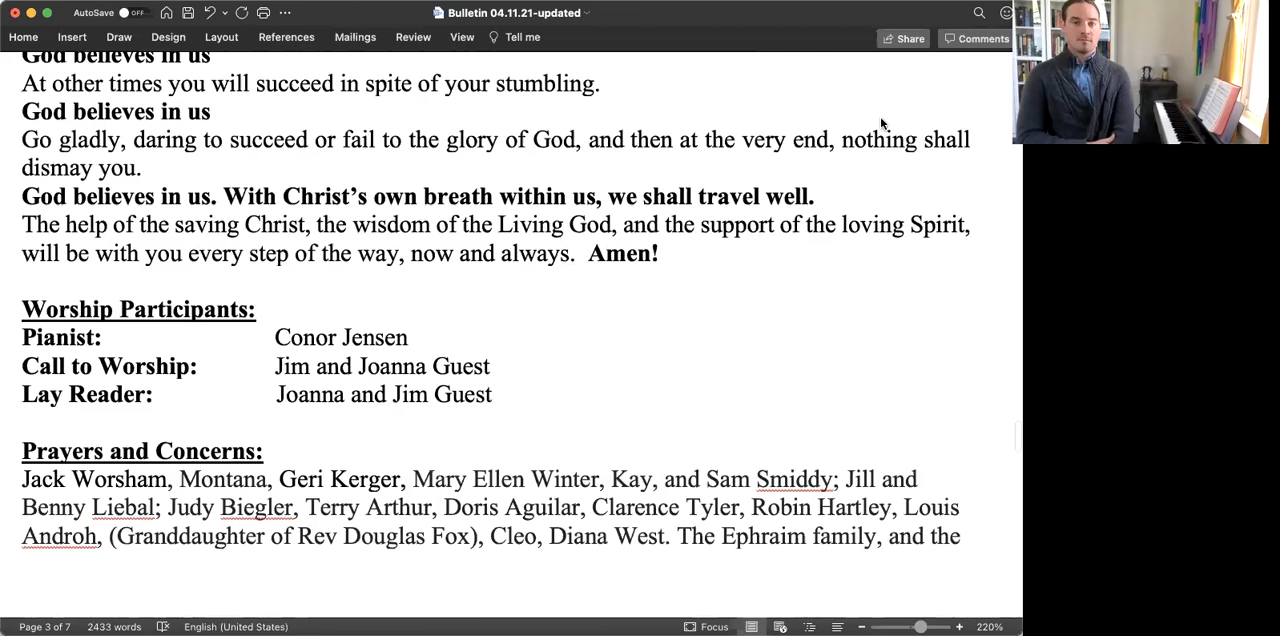 AutoSave OFF
Bulletin 04.11.21-updated
Home Insert Draw Design Layout References Mailings Review View Tell me Share Comments
God believes in us
At other times you will succeed in spite of your stumbling.
God believes in us
Go gladly, daring to succeed or fail to the glory of God, and then at the very end, nothing shall
dismay you.
God believes in us. With Christ’s own breath within us, we shall travel well.
The help of the saving Christ, the wisdom of the Living God, and the support of the loving Spirit,
will be with you every step of the way, now and always. Amen!
Worship Participants:
Pianist: Conor Jensen
Call to Worship: Jim and Joanna Guest
Lay Reader: Joanna and Jim Guest
Prayers and Concerns:
Jack Worsham, Montana, Geri Kerger, Mary Ellen Winter, Kay, and Sam Smiddy; Jill and
Benny Liebal; Judy Biegler, Terry Arthur, Doris Aguilar, Clarence Tyler, Robin Hartley, Louis
Androh, (Granddaughter of Rev Douglas Fox), Cleo, Diana West. The Ephraim family, and the
Page 3 of 7 2433 words English (United States) Focus 220%